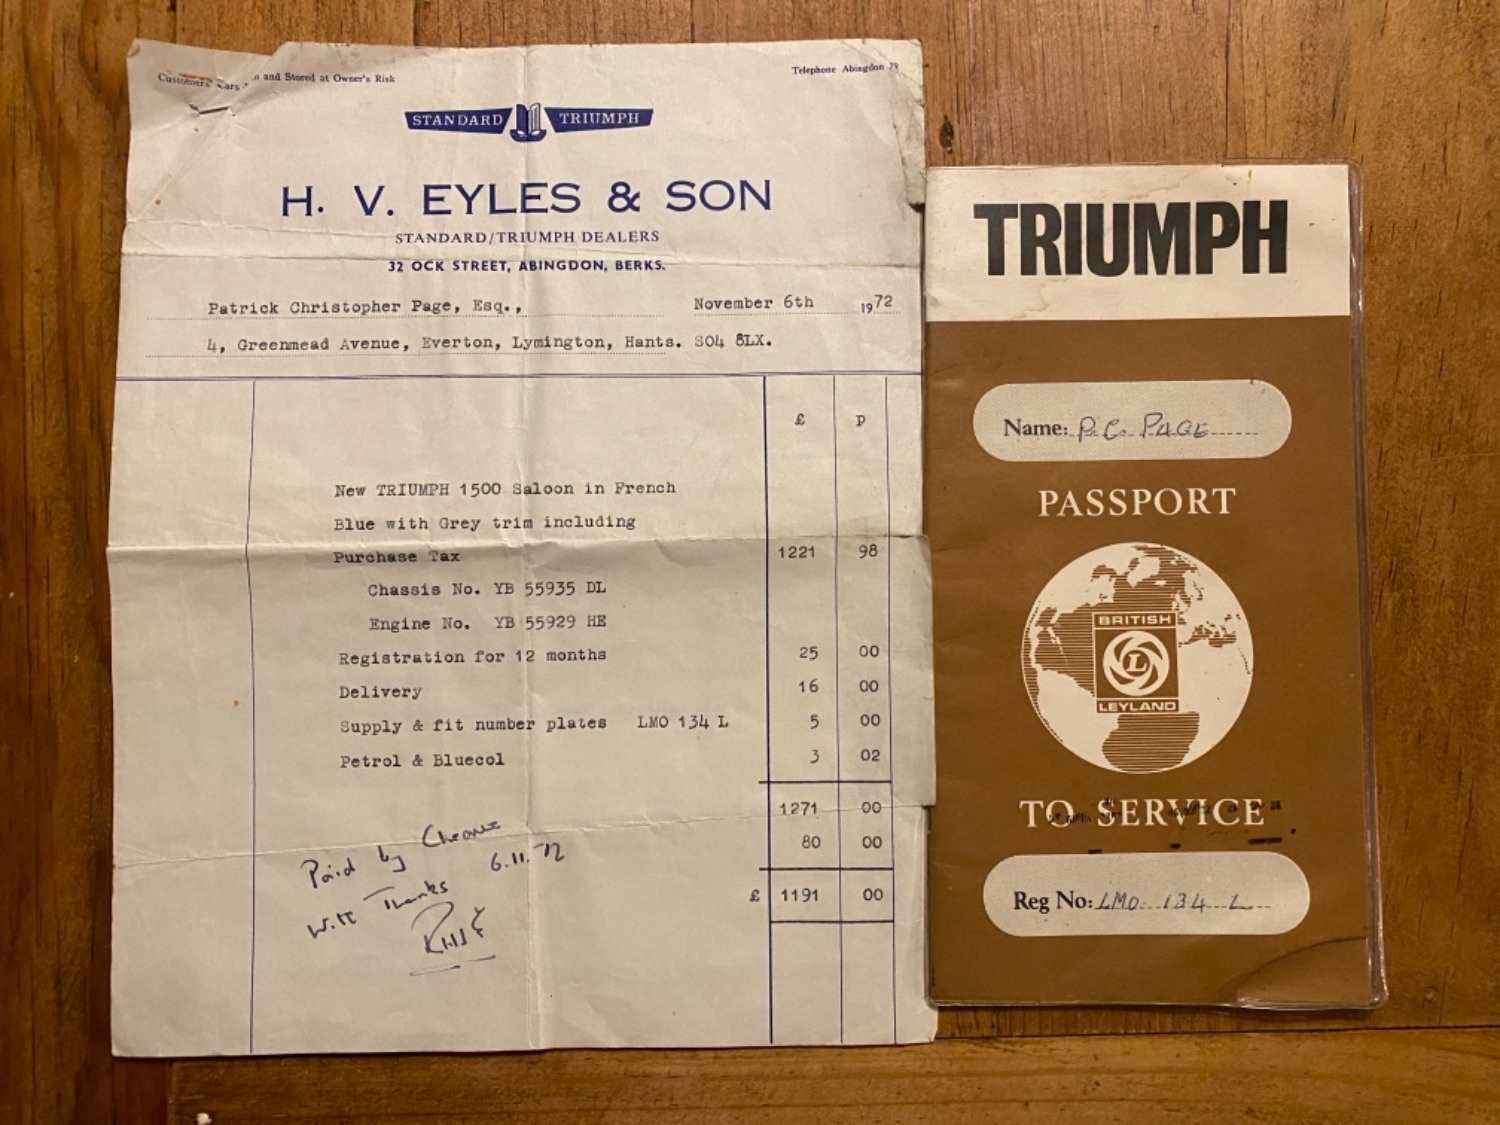 Customers' Cars and Stored at Owner's Risk
Telephone Abingdon 79
STANDARD TRIUMPH
H. V. EYLES & SON
STANDARD/TRIUMPH DEALERS
32 OCK STREET, ABINGDON, BERKS.
Patrick Christopher Page, Esq., November 6th 1972
4, Greenmead Avenue, Everton, Lymington, Hants. SO4 8LX.
£ p
New TRIUMPH 1500 Saloon in French
Blue with Grey trim including
Purchase Tax 1221 98
Chassis No. YB 55935 DL
Engine No. YB 55929 HE
Registration for 12 months 25 00
Delivery 16 00
Supply & fit number plates LMO 134 L 5 00
Petrol & Bluecol 3 02
1271 00
80 00
£ 1191 00
Paid by Cheque
6.11.72
With Thanks
TRIUMPH
Name: P.C. PAGE
PASSPORT
BRITISH
L
LEYLAND
TO SERVICE
Reg No: LMO 134 L